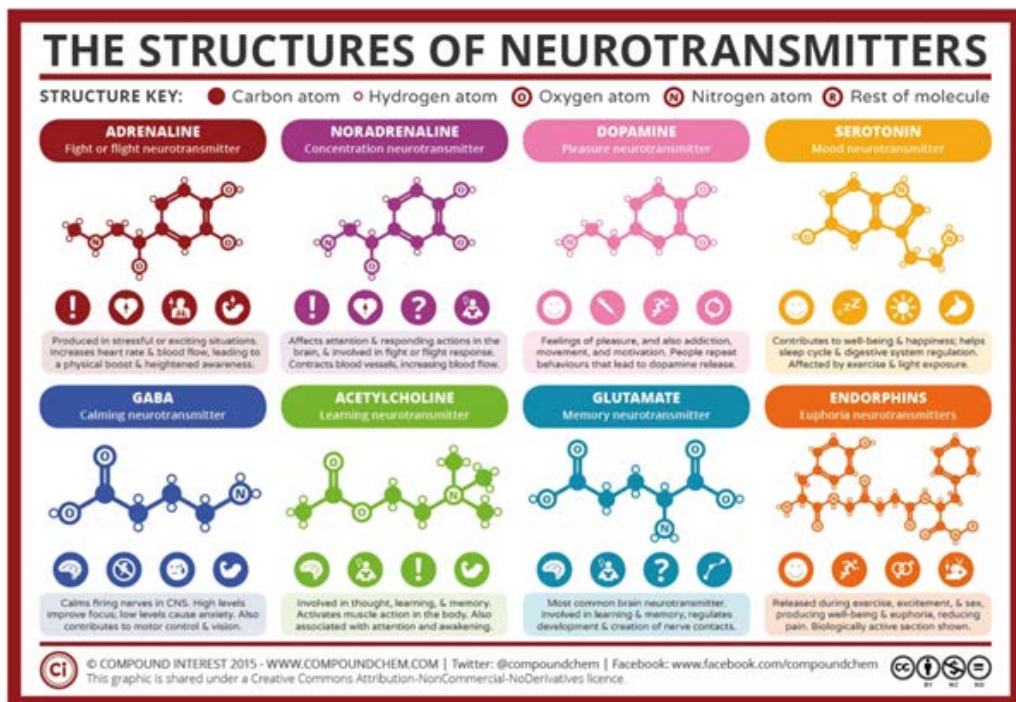 THE STRUCTURES OF NEUROTRANSMITTERS
STRUCTURE KEY: Carbon atom Hydrogen atom O Oxygen atom N Nitrogen atom R Rest of molecule
ADRENALINE
Fight or flight neurotransmitter
NORADRENALINE
Concentration neurotransmitter
DOPAMINE
Pleasure neurotransmitter
SEROTONIN
Mood neurotransmitter
Produced in stressful or exciting situations.
Increases heart rate & blood flow, leading to
a physical boost & heightened awareness.
Affects attention & responding actions in the
brain, & involved in fight or flight response.
Contracts blood vessels, increasing blood flow.
Feelings of pleasure, and also addiction,
movement, and motivation. People repeat
behaviours that lead to dopamine release.
Contributes to well-being & happiness; helps
sleep cycle & digestive system regulation.
Affected by exercise & light exposure.
GABA
Calming neurotransmitter
ACETYLCHOLINE
Learning neurotransmitter
GLUTAMATE
Memory neurotransmitter
ENDORPHINS
Euphoria neurotransmitters
Calms firing nerves in CNS. High levels
improve focus; low levels cause anxiety. Also
contributes to motor control & vision.
Involved in thought, learning, & memory.
Activates muscle action in the body. Also
associated with attention and awakening.
Most common brain neurotransmitter.
Involved in learning & memory, regulates
development & creation of nerve contacts.
Released during exercise, excitement, & sex,
producing well-being & euphoria, reducing
pain. Biologically active section shown.
Ci
© COMPOUND INTEREST 2015 - WWW.COMPOUNDCHEM.COM | Twitter: @compoundchem | Facebook: www.facebook.com/compoundchem
This graphic is shared under a Creative Commons Attribution-NonCommercial-NoDerivatives licence.
cc
BY NC ND